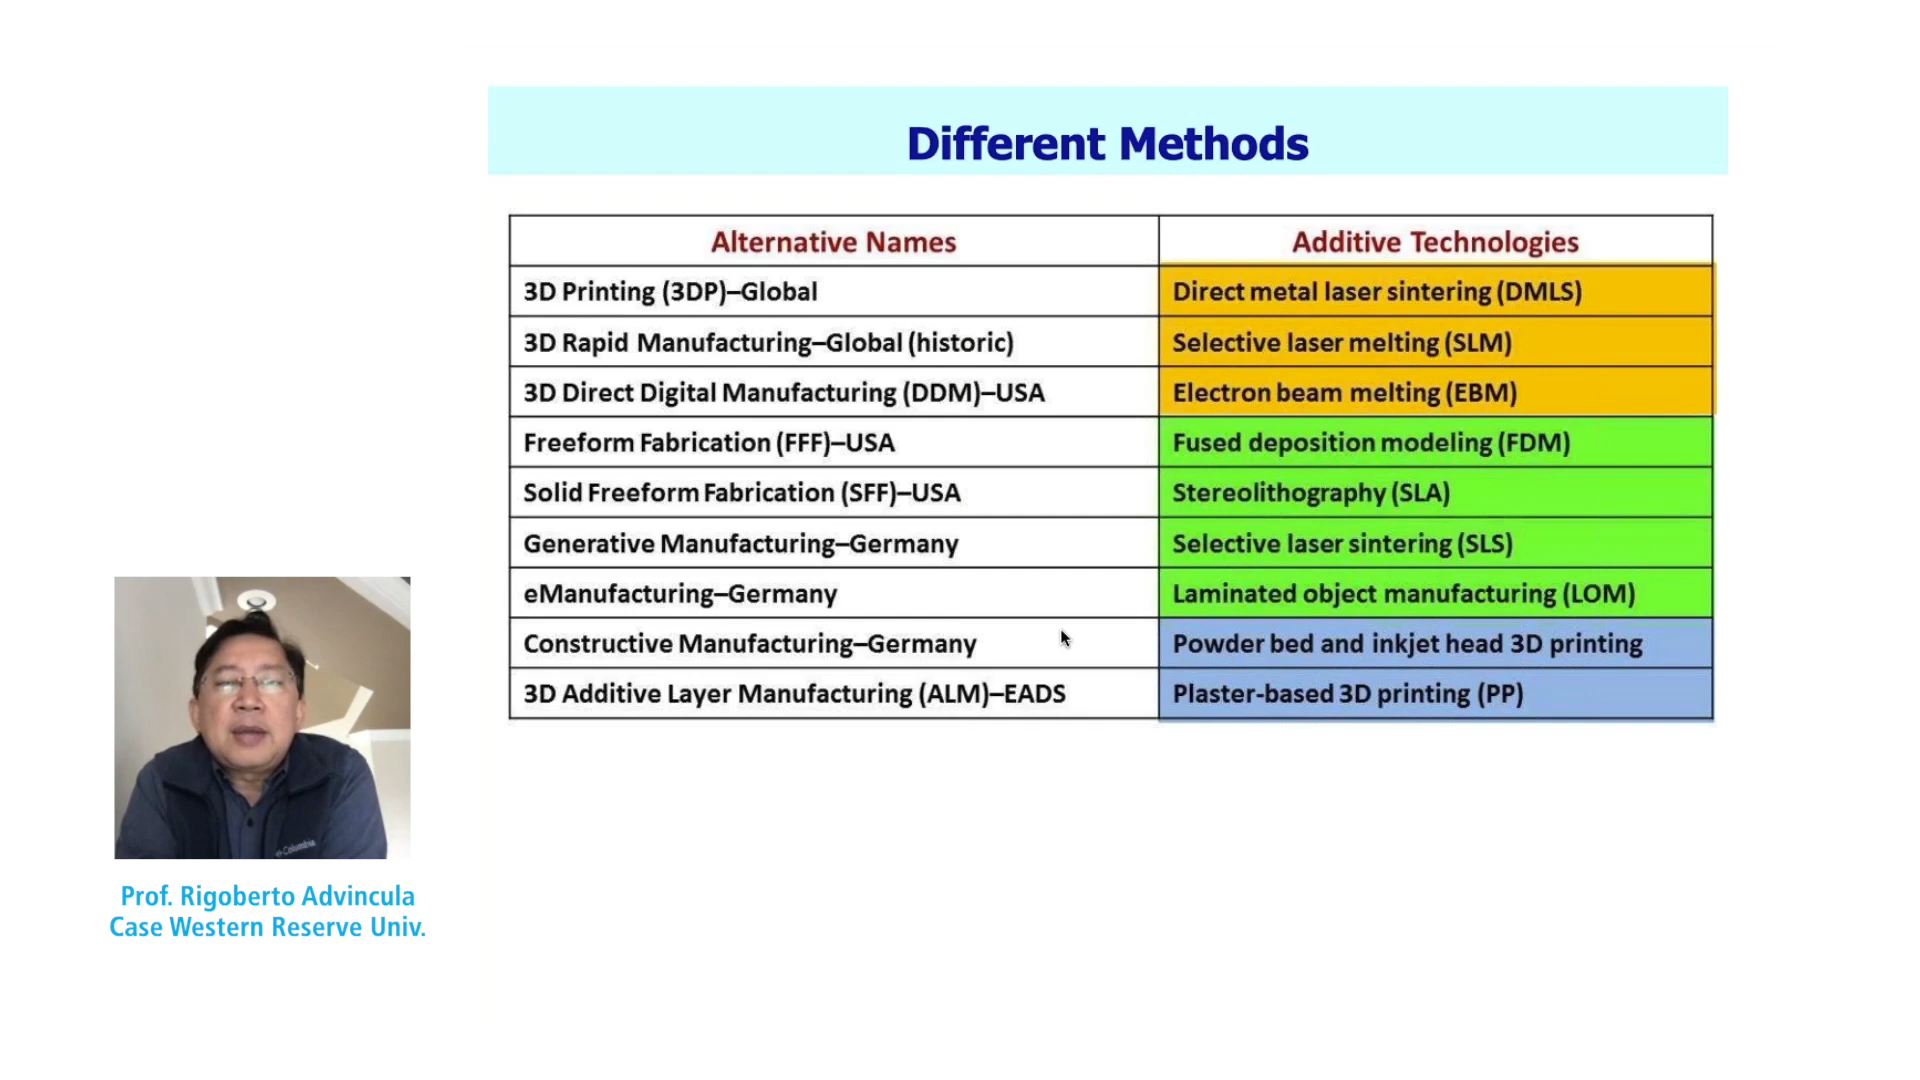 Different Methods
Alternative Names
Additive Technologies
3D Printing (3DP)–Global
Direct metal laser sintering (DMLS)
3D Rapid Manufacturing–Global (historic)
Selective laser melting (SLM)
3D Direct Digital Manufacturing (DDM)–USA
Electron beam melting (EBM)
Freeform Fabrication (FFF)–USA
Fused deposition modeling (FDM)
Solid Freeform Fabrication (SFF)–USA
Stereolithography (SLA)
Generative Manufacturing–Germany
Selective laser sintering (SLS)
eManufacturing–Germany
Laminated object manufacturing (LOM)
Constructive Manufacturing–Germany
Powder bed and inkjet head 3D printing
3D Additive Layer Manufacturing (ALM)–EADS
Plaster-based 3D printing (PP)
Columbia
Prof. Rigoberto Advincula
Case Western Reserve Univ.